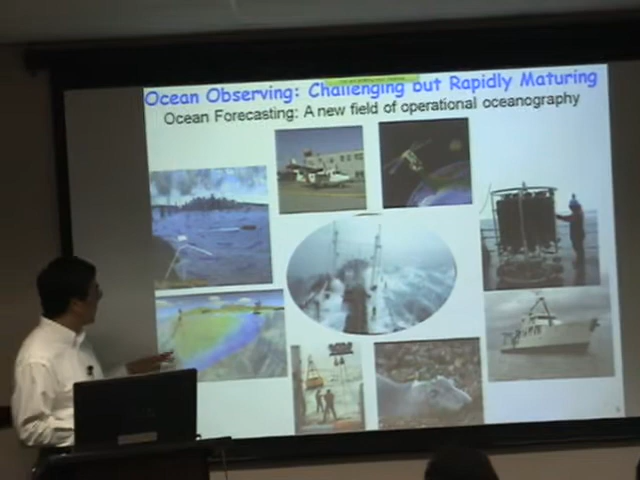 Ocean Observing: Challenging but Rapidly Maturing
Ocean Forecasting: A new field of operational oceanography